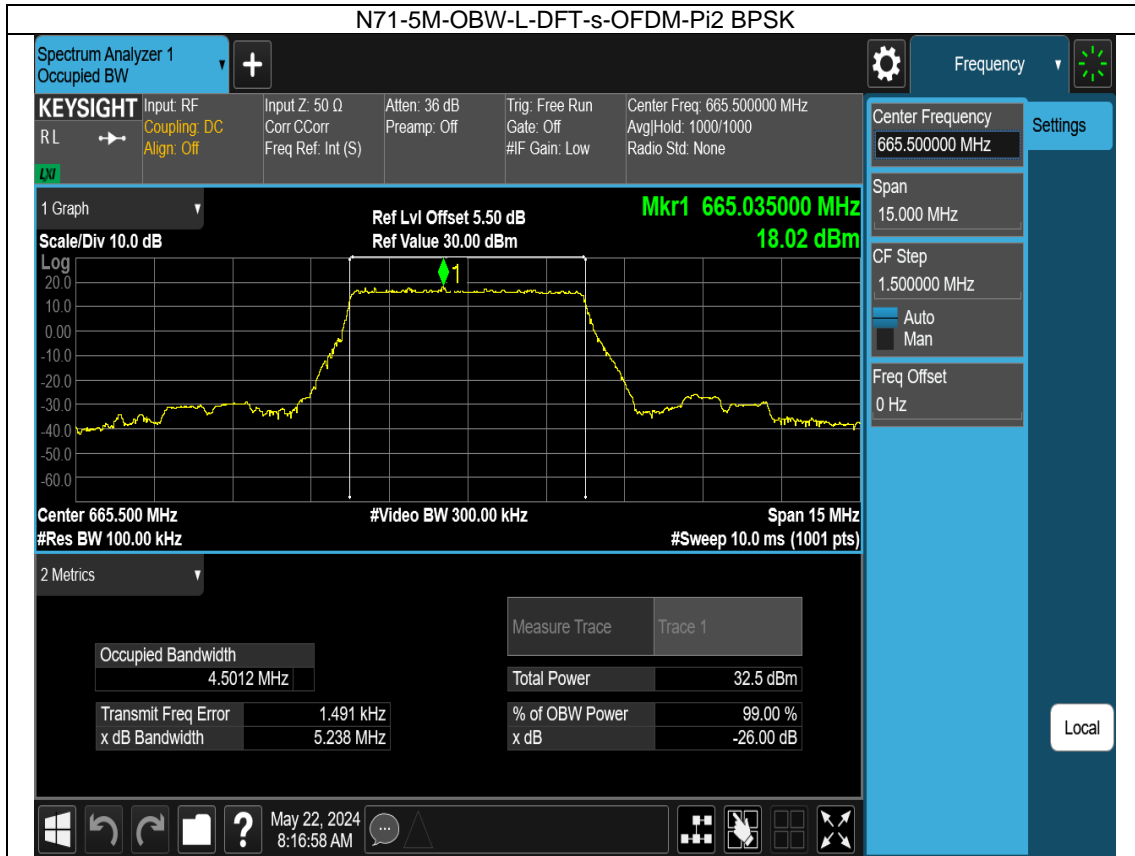 N71-5M-OBW-L-DFT-s-OFDM-Pi2 BPSK
Spectrum Analyzer 1
Occupied BW
+
Frequency
KEYSIGHT
R L
LXI
Input: RF
Coupling: DC
Align: Off
Input Z: 50 Ω
Corr CCorr
Freq Ref: Int (S)
Atten: 36 dB
Preamp: Off
Trig: Free Run
Gate: Off
#IF Gain: Low
Center Freq: 665.500000 MHz
Avg|Hold: 1000/1000
Radio Std: None
Center Frequency
665.500000 MHz
Settings
Span
15.000 MHz
CF Step
1.500000 MHz
Auto
Man
Freq Offset
0 Hz
Local
1 Graph
Scale/Div 10.0 dB
Ref Lvl Offset 5.50 dB
Ref Value 30.00 dBm
Mkr1 665.035000 MHz
18.02 dBm
Log
20.0
10.0
0.00
-10.0
-20.0
-30.0
-40.0
-50.0
-60.0
1
Center 665.500 MHz
#Video BW 300.00 kHz
Span 15 MHz
#Res BW 100.00 kHz
#Sweep 10.0 ms (1001 pts)
2 Metrics
Measure Trace Trace 1
Occupied Bandwidth
4.5012 MHz
Total Power 32.5 dBm
Transmit Freq Error 1.491 kHz
% of OBW Power 99.00 %
x dB Bandwidth 5.238 MHz
x dB -26.00 dB
?
May 22, 2024
8:16:58 AM